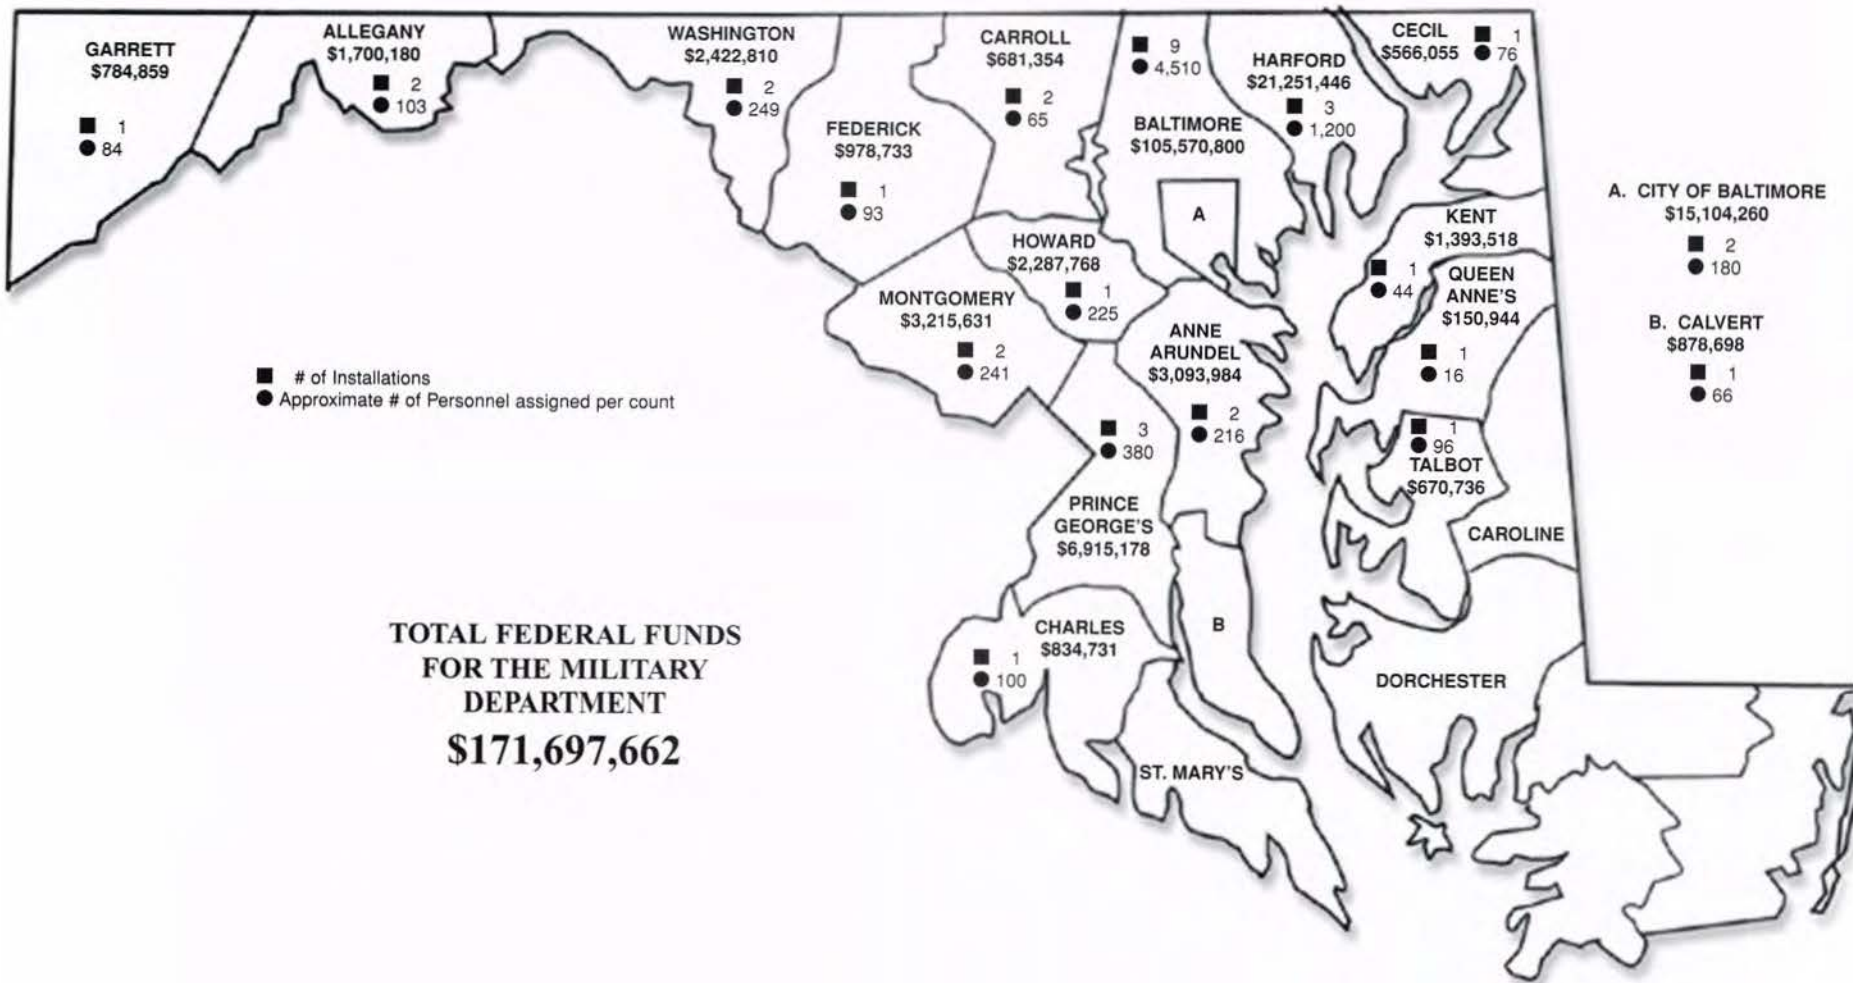 GARRETT
$784,859
1
84
ALLEGANY
$1,700,180
2
103
WASHINGTON
$2,422,810
2
249
FEDERICK
$978,733
1
93
CARROLL
$681,354
2
65
9
4,510
BALTIMORE
$105,570,800
A
HARFORD
$21,251,446
3
1,200
CECIL
$566,055
1
76
KENT
$1,393,518
1
44
QUEEN
ANNE'S
$150,944
1
16
HOWARD
$2,287,768
1
225
MONTGOMERY
$3,215,631
2
241
ANNE
ARUNDEL
$3,093,984
2
216
3
380
PRINCE
GEORGE'S
$6,915,178
1
96
TALBOT
$670,736
CAROLINE
CHARLES
$834,731
1
100
B
DORCHESTER
ST. MARY'S
A. CITY OF BALTIMORE
$15,104,260
2
180
B. CALVERT
$878,698
1
66
# of Installations
Approximate # of Personnel assigned per count
TOTAL FEDERAL FUNDS
FOR THE MILITARY
DEPARTMENT
$171,697,662